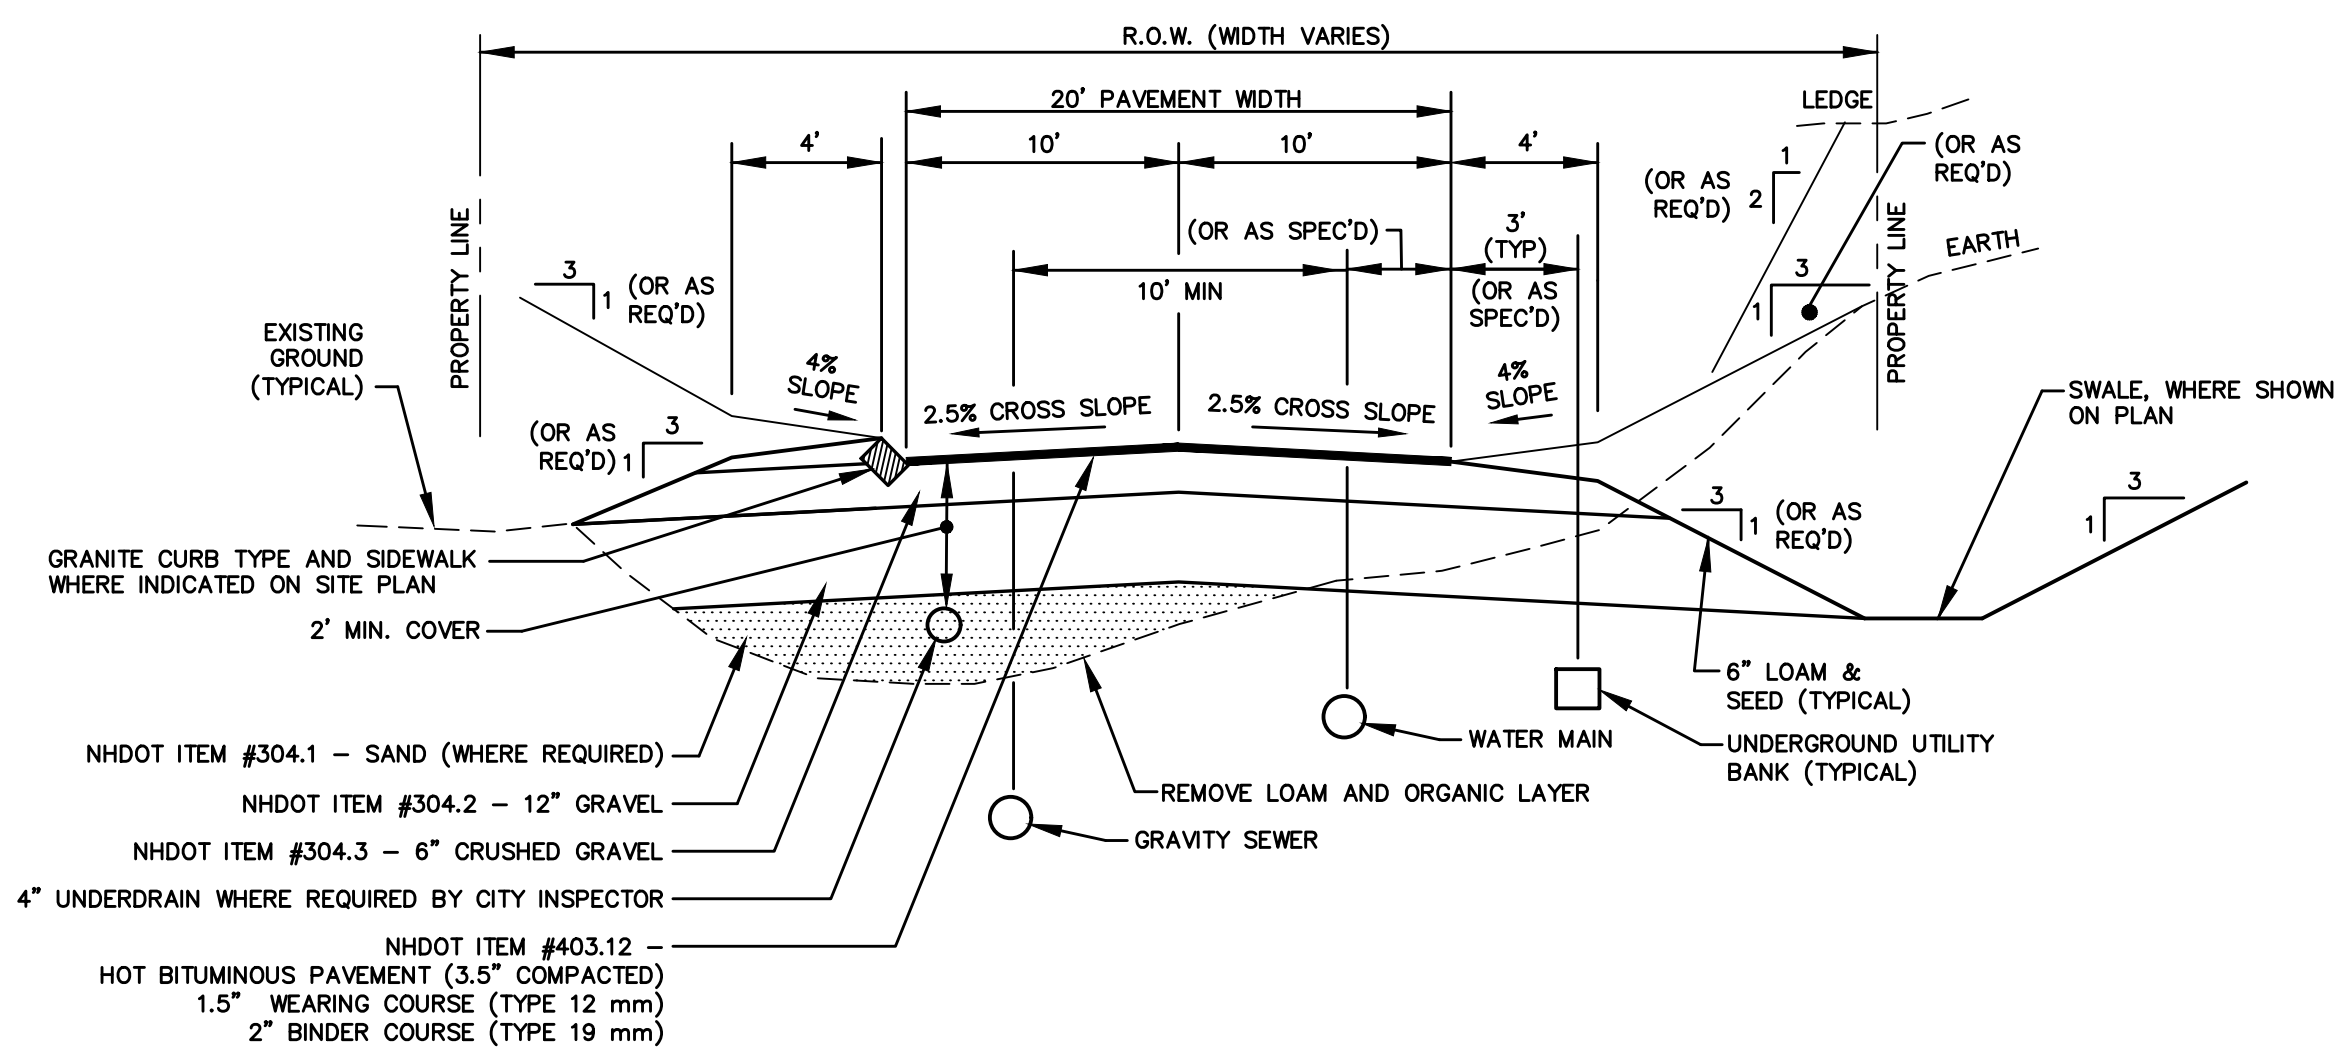 R.O.W. (WIDTH VARIES)
20' PAVEMENT WIDTH
4'
10'
10'
4'
LEDGE
(OR AS
REQ'D)
1
2
(OR AS
REQ'D)
PROPERTY LINE
(OR AS SPEC'D)
3'
(TYP)
(OR AS
SPEC'D)
10' MIN
PROPERTY LINE
EARTH
3
1
3
1
(OR AS
REQ'D)
EXISTING
GROUND
(TYPICAL)
4%
SLOPE
2.5% CROSS SLOPE
2.5% CROSS SLOPE
4%
SLOPE
SWALE, WHERE SHOWN
ON PLAN
(OR AS
REQ'D)
3
1
3
1
(OR AS
REQ'D)
3
1
GRANITE CURB TYPE AND SIDEWALK
WHERE INDICATED ON SITE PLAN
2' MIN. COVER
6" LOAM &
SEED (TYPICAL)
WATER MAIN
UNDERGROUND UTILITY
BANK (TYPICAL)
NHDOT ITEM #304.1 - SAND (WHERE REQUIRED)
REMOVE LOAM AND ORGANIC LAYER
NHDOT ITEM #304.2 - 12" GRAVEL
GRAVITY SEWER
NHDOT ITEM #304.3 - 6" CRUSHED GRAVEL
4" UNDERDRAIN WHERE REQUIRED BY CITY INSPECTOR
NHDOT ITEM #403.12 -
HOT BITUMINOUS PAVEMENT (3.5" COMPACTED)
1.5" WEARING COURSE (TYPE 12 mm)
2" BINDER COURSE (TYPE 19 mm)